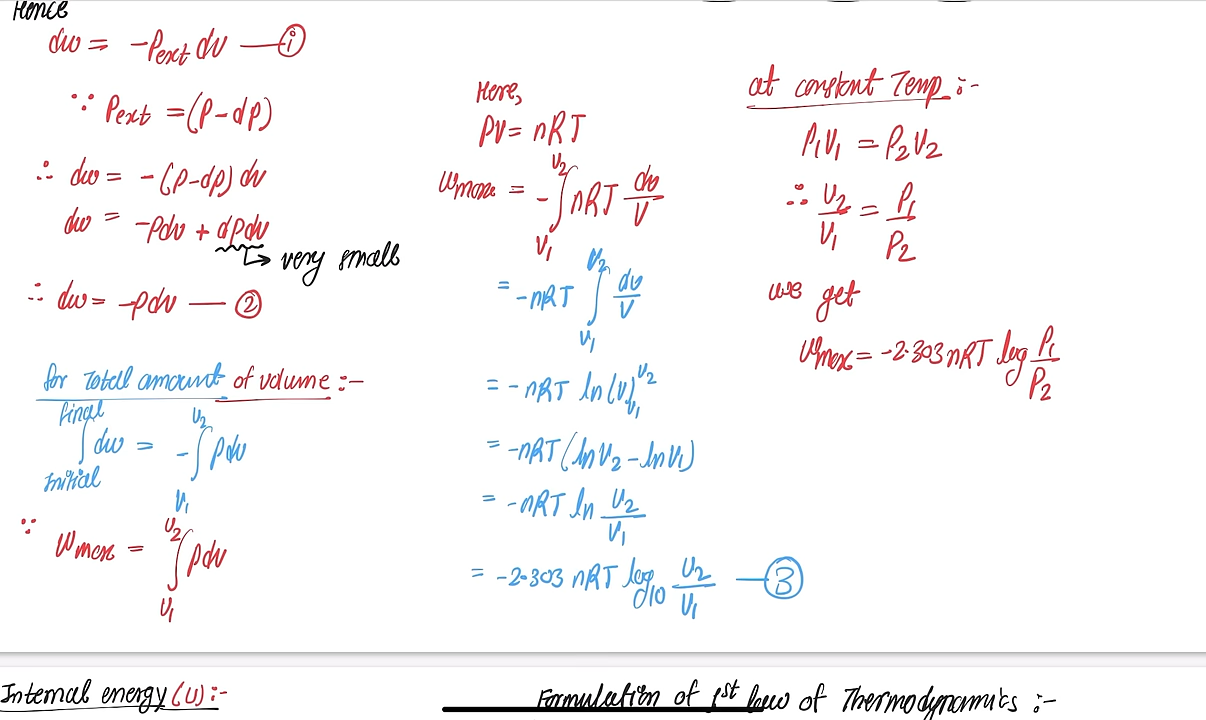 Hence
dw = -Pext dv — ①
∵ Pext = (P-dp)
∴ dw = -(P-dp) dv
dw = -Pdv + dpdv
↳ very small
∴ dw = -Pdv — ②
for Total amount of volume :-
∫ initial → final dw = -∫ V₁ → V₂ Pdv
∵ Wmax = ∫ V₁ → V₂ Pdv
Here,
PV = nRT
Wmax = -∫ V₁ → V₂ nRT dv/V
= -nRT ∫ V₁ → V₂ dv/V
= -nRT ln(V) V₁ → V₂
= -nRT (lnV₂ - lnV₁)
= -nRT ln V₂/V₁
= -2.303 nRT log₁₀ V₂/V₁ — ③
at constant Temp :-
P₁V₁ = P₂V₂
∴ V₂/V₁ = P₁/P₂
we get
Wmax = -2.303 nRT log P₁/P₂
Internal energy (U) :-
Formulation of 1st law of Thermodynamics :-